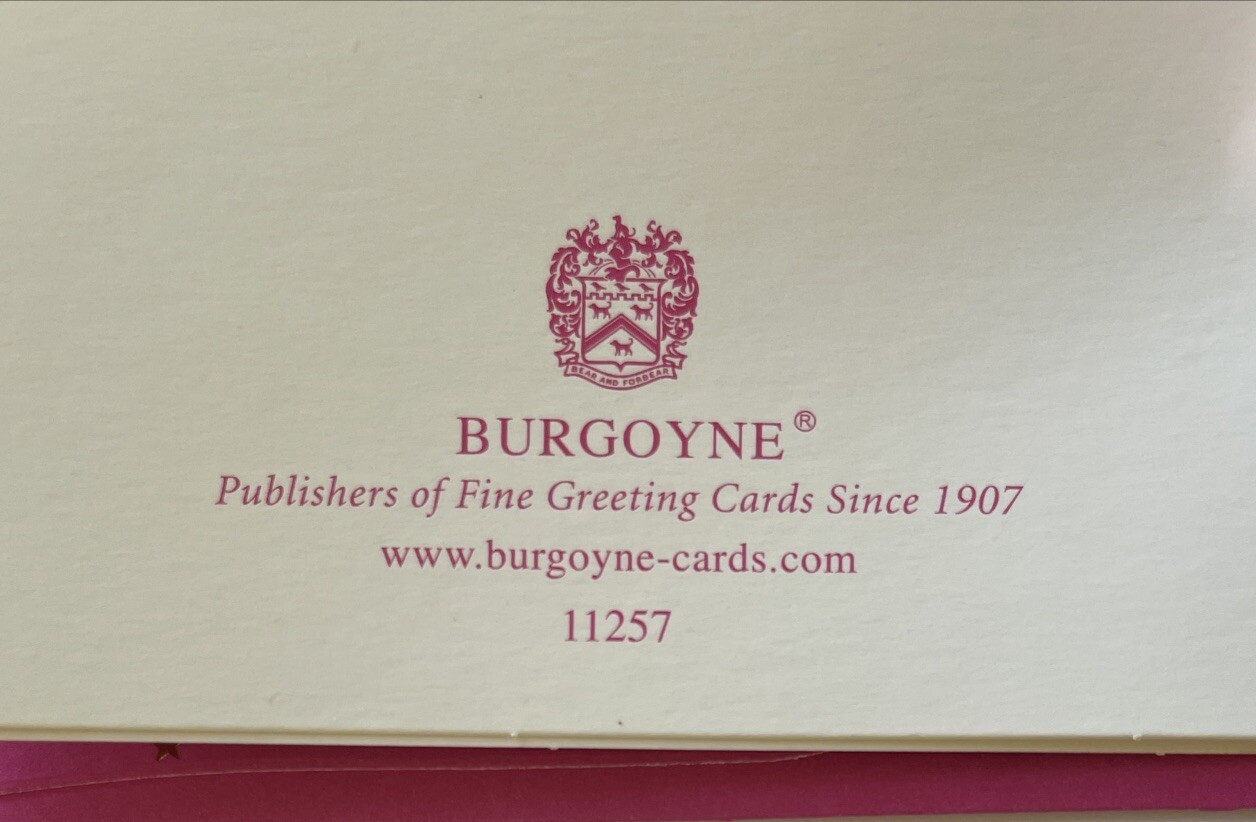 BEAR AND FORBEAR
BURGOYNE®
Publishers of Fine Greeting Cards Since 1907
www.burgoyne-cards.com
11257